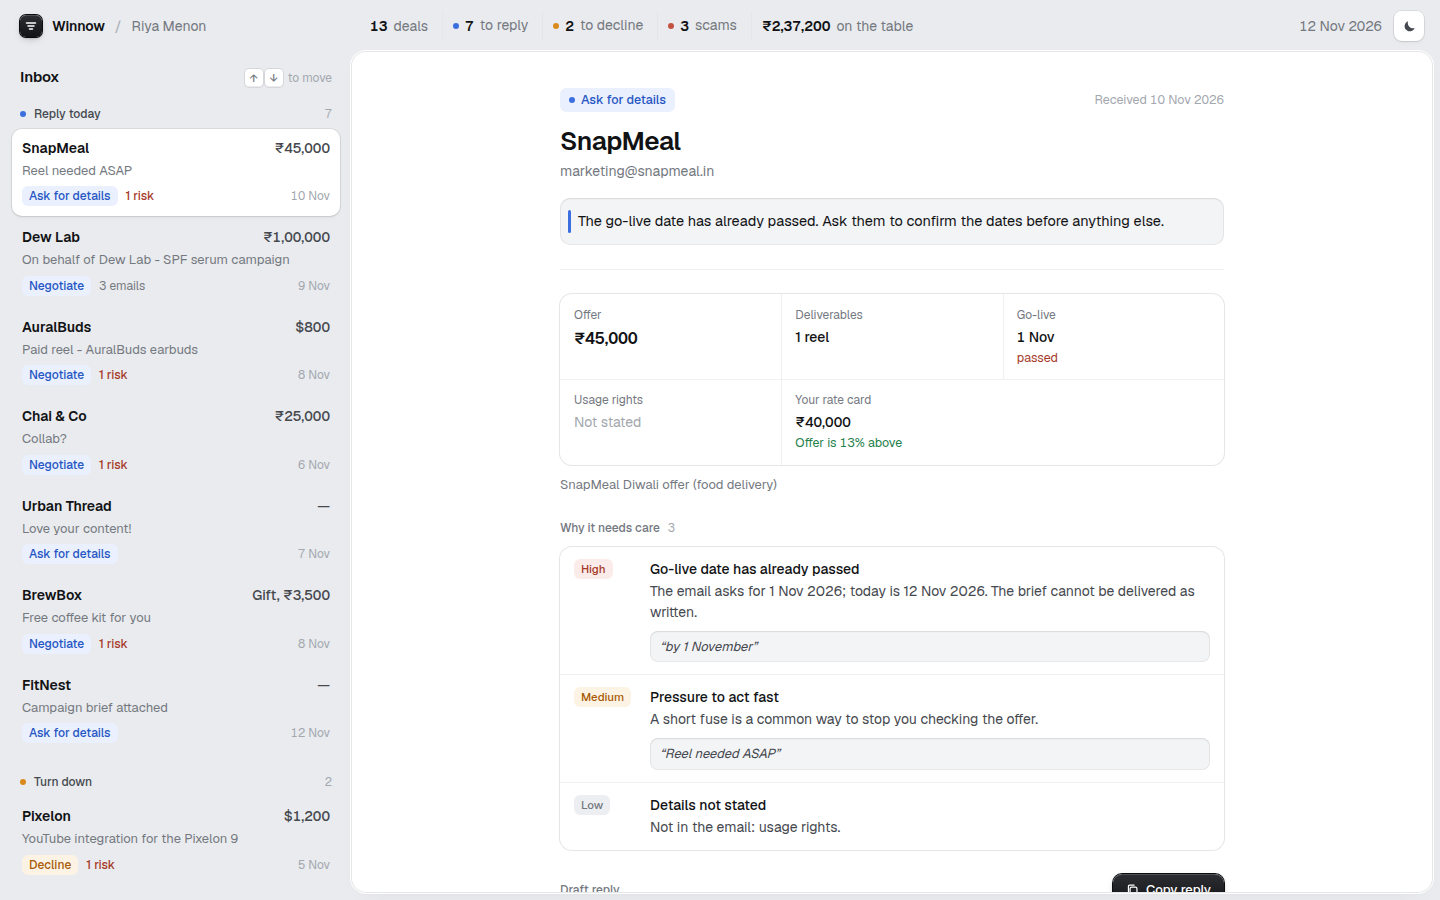 Winnow / Riya Menon
13 deals 7 to reply 2 to decline 3 scams ₹2,37,200 on the table
12 Nov 2026
Inbox ↑ ↓ to move
Reply today 7
SnapMeal ₹45,000
Reel needed ASAP
Ask for details 1 risk 10 Nov
Dew Lab ₹1,00,000
On behalf of Dew Lab - SPF serum campaign
Negotiate 3 emails 9 Nov
AuralBuds $800
Paid reel - AuralBuds earbuds
Negotiate 1 risk 8 Nov
Chai & Co ₹25,000
Collab?
Negotiate 1 risk 6 Nov
Urban Thread —
Love your content!
Ask for details 7 Nov
BrewBox Gift, ₹3,500
Free coffee kit for you
Negotiate 1 risk 8 Nov
FitNest —
Campaign brief attached
Ask for details 12 Nov
Turn down 2
Pixelon $1,200
YouTube integration for the Pixelon 9
Decline 1 risk 5 Nov
Ask for details Received 10 Nov 2026
SnapMeal
marketing@snapmeal.in
The go-live date has already passed. Ask them to confirm the dates before anything else.
Offer Deliverables Go-live
₹45,000 1 reel 1 Nov
passed
Usage rights Your rate card
Not stated ₹40,000
Offer is 13% above
SnapMeal Diwali offer (food delivery)
Why it needs care 3
High Go-live date has already passed
The email asks for 1 Nov 2026; today is 12 Nov 2026. The brief cannot be delivered as
written.
“by 1 November”
Medium Pressure to act fast
A short fuse is a common way to stop you checking the offer.
“Reel needed ASAP”
Low Details not stated
Not in the email: usage rights.
Draft reply Copy reply